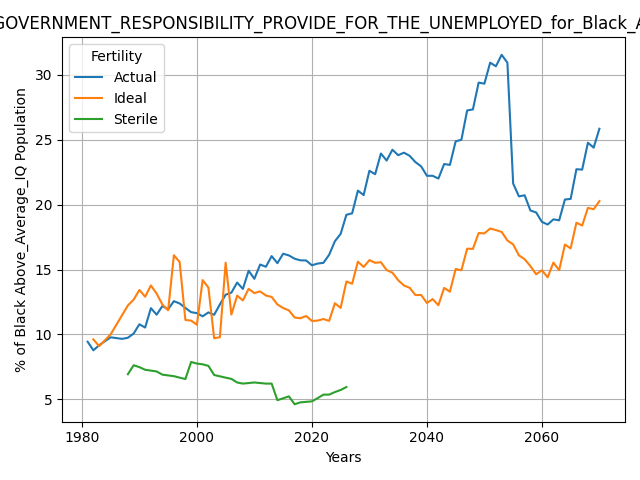 GOVERNMENT_RESPONSIBILITY_PROVIDE_FOR_THE_UNEMPLOYED_for_Black_A
Fertility
Actual
Ideal
Sterile
% of Black Above_Average_IQ Population
30
25
20
15
10
5
1980 2000 2020 2040 2060
Years